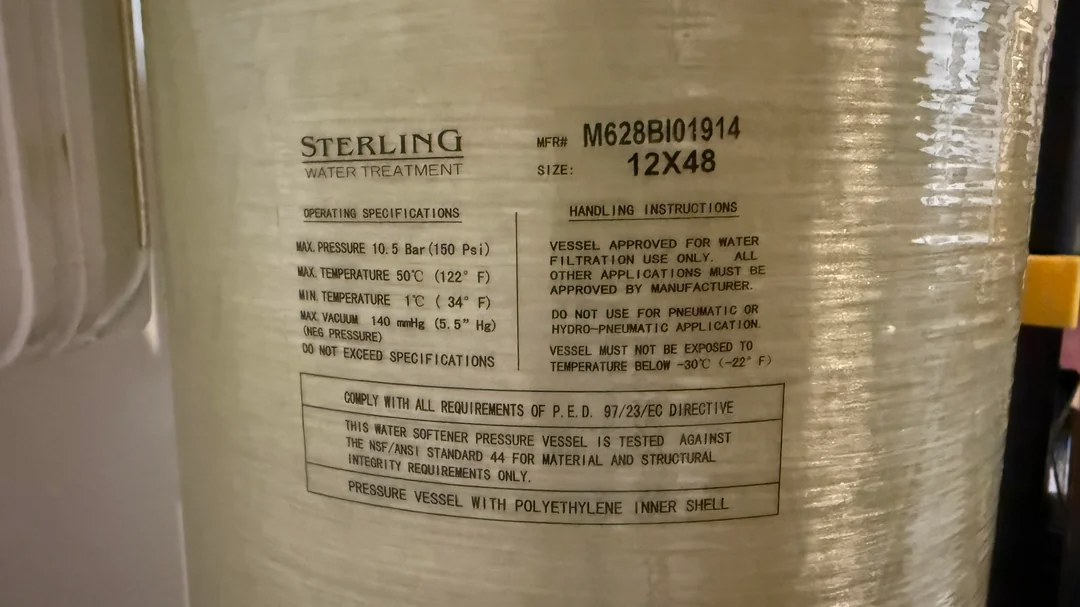 STERLING
WATER TREATMENT
MFR# M628BI01914
SIZE: 12X48
OPERATING SPECIFICATIONS
MAX. PRESSURE 10.5 Bar (150 Psi)
MAX. TEMPERATURE 50℃ (122° F)
MIN. TEMPERATURE 1℃ ( 34° F)
MAX. VACUUM 140 mmHg (5.5" Hg)
(NEG PRESSURE)
DO NOT EXCEED SPECIFICATIONS
HANDLING INSTRUCTIONS
VESSEL APPROVED FOR WATER
FILTRATION USE ONLY. ALL
OTHER APPLICATIONS MUST BE
APPROVED BY MANUFACTURER.
DO NOT USE FOR PNEUMATIC OR
HYDRO-PNEUMATIC APPLICATION.
VESSEL MUST NOT BE EXPOSED TO
TEMPERATURE BELOW -30℃ (-22° F)
COMPLY WITH ALL REQUIREMENTS OF P.E.D. 97/23/EC DIRECTIVE
THIS WATER SOFTENER PRESSURE VESSEL IS TESTED AGAINST
THE NSF/ANSI STANDARD 44 FOR MATERIAL AND STRUCTURAL
INTEGRITY REQUIREMENTS ONLY.
PRESSURE VESSEL WITH POLYETHYLENE INNER SHELL